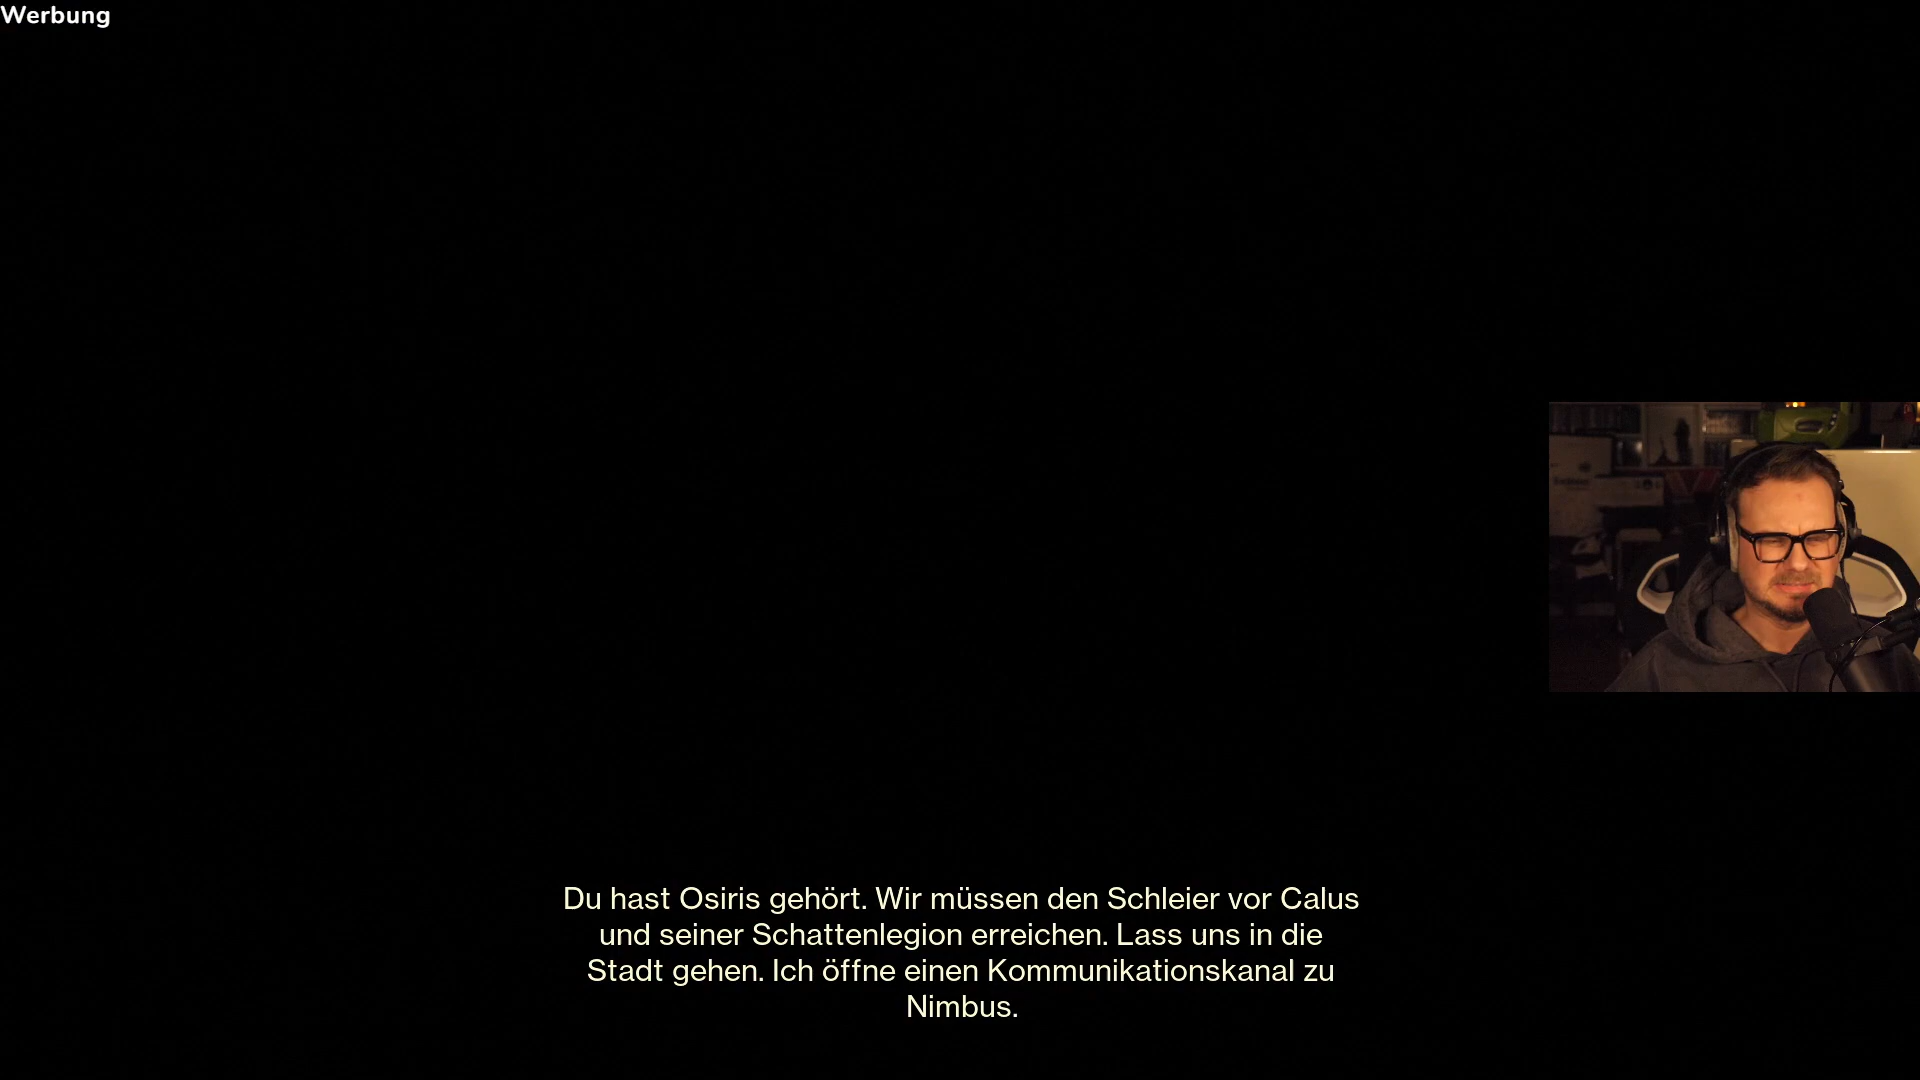 Werbung
Du hast Osiris gehört. Wir müssen den Schleier vor Calus
und seiner Schattenlegion erreichen. Lass uns in die
Stadt gehen. Ich öffne einen Kommunikationskanal zu
Nimbus.